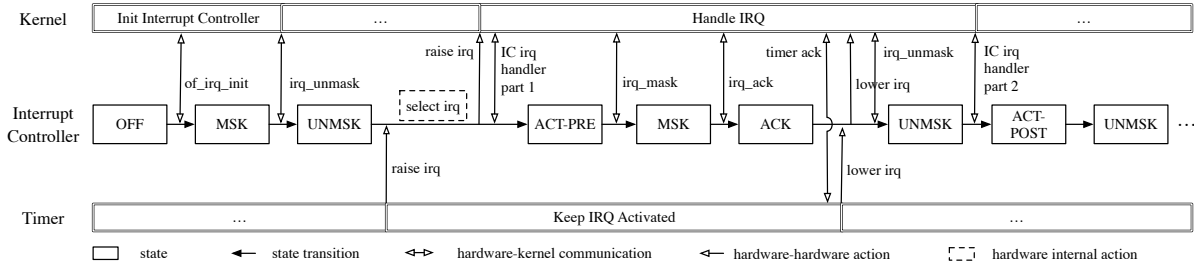 Kernel
Init Interrupt Controller
...
Handle IRQ
...
of_irq_init
irq_unmask
raise irq
IC irq
handler
part 1
irq_mask
irq_ack
timer ack
lower irq
irq_unmask
IC irq
handler
part 2
select irq
Interrupt
Controller
OFF
MSK
UNMSK
ACT-PRE
MSK
ACK
UNMSK
ACT-
POST
UNMSK
...
raise irq
lower irq
Timer
...
Keep IRQ Activated
...
state
state transition
hardware-kernel communication
hardware-hardware action
hardware internal action